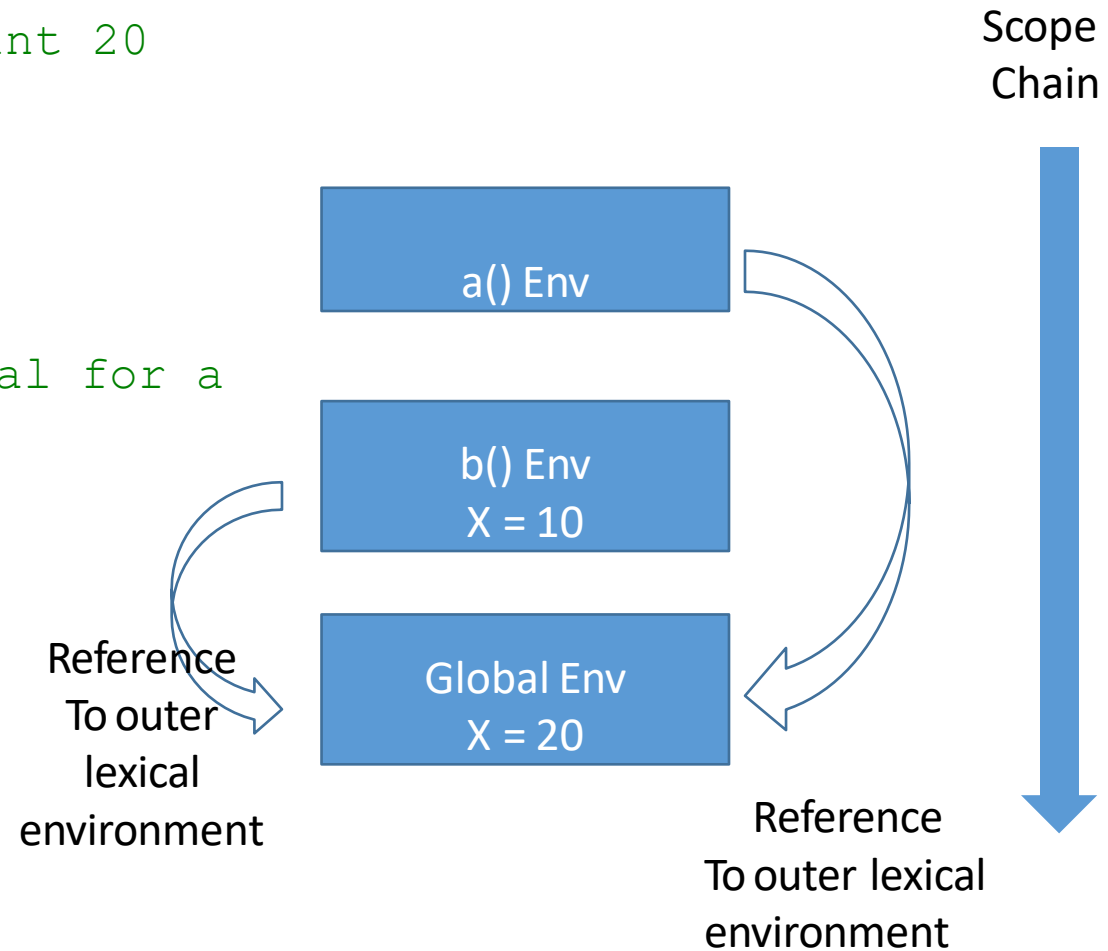 nt 20
Scope
Chain
a() Env
al for a
b() Env
X = 10
Global Env
X = 20
Reference
To outer
lexical
environment
Reference
To outer lexical
environment